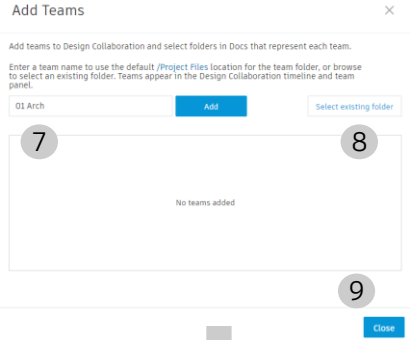 Add Teams
Add teams to Design Collaboration and select folders in Docs that represent each team.
Enter a team name to use the default /Project Files location for the team folder, or browse
to select an existing folder. Teams appear in the Design Collaboration timeline and team
panel.
01 Arch Add Select existing folder
7 8
No teams added
9
Close